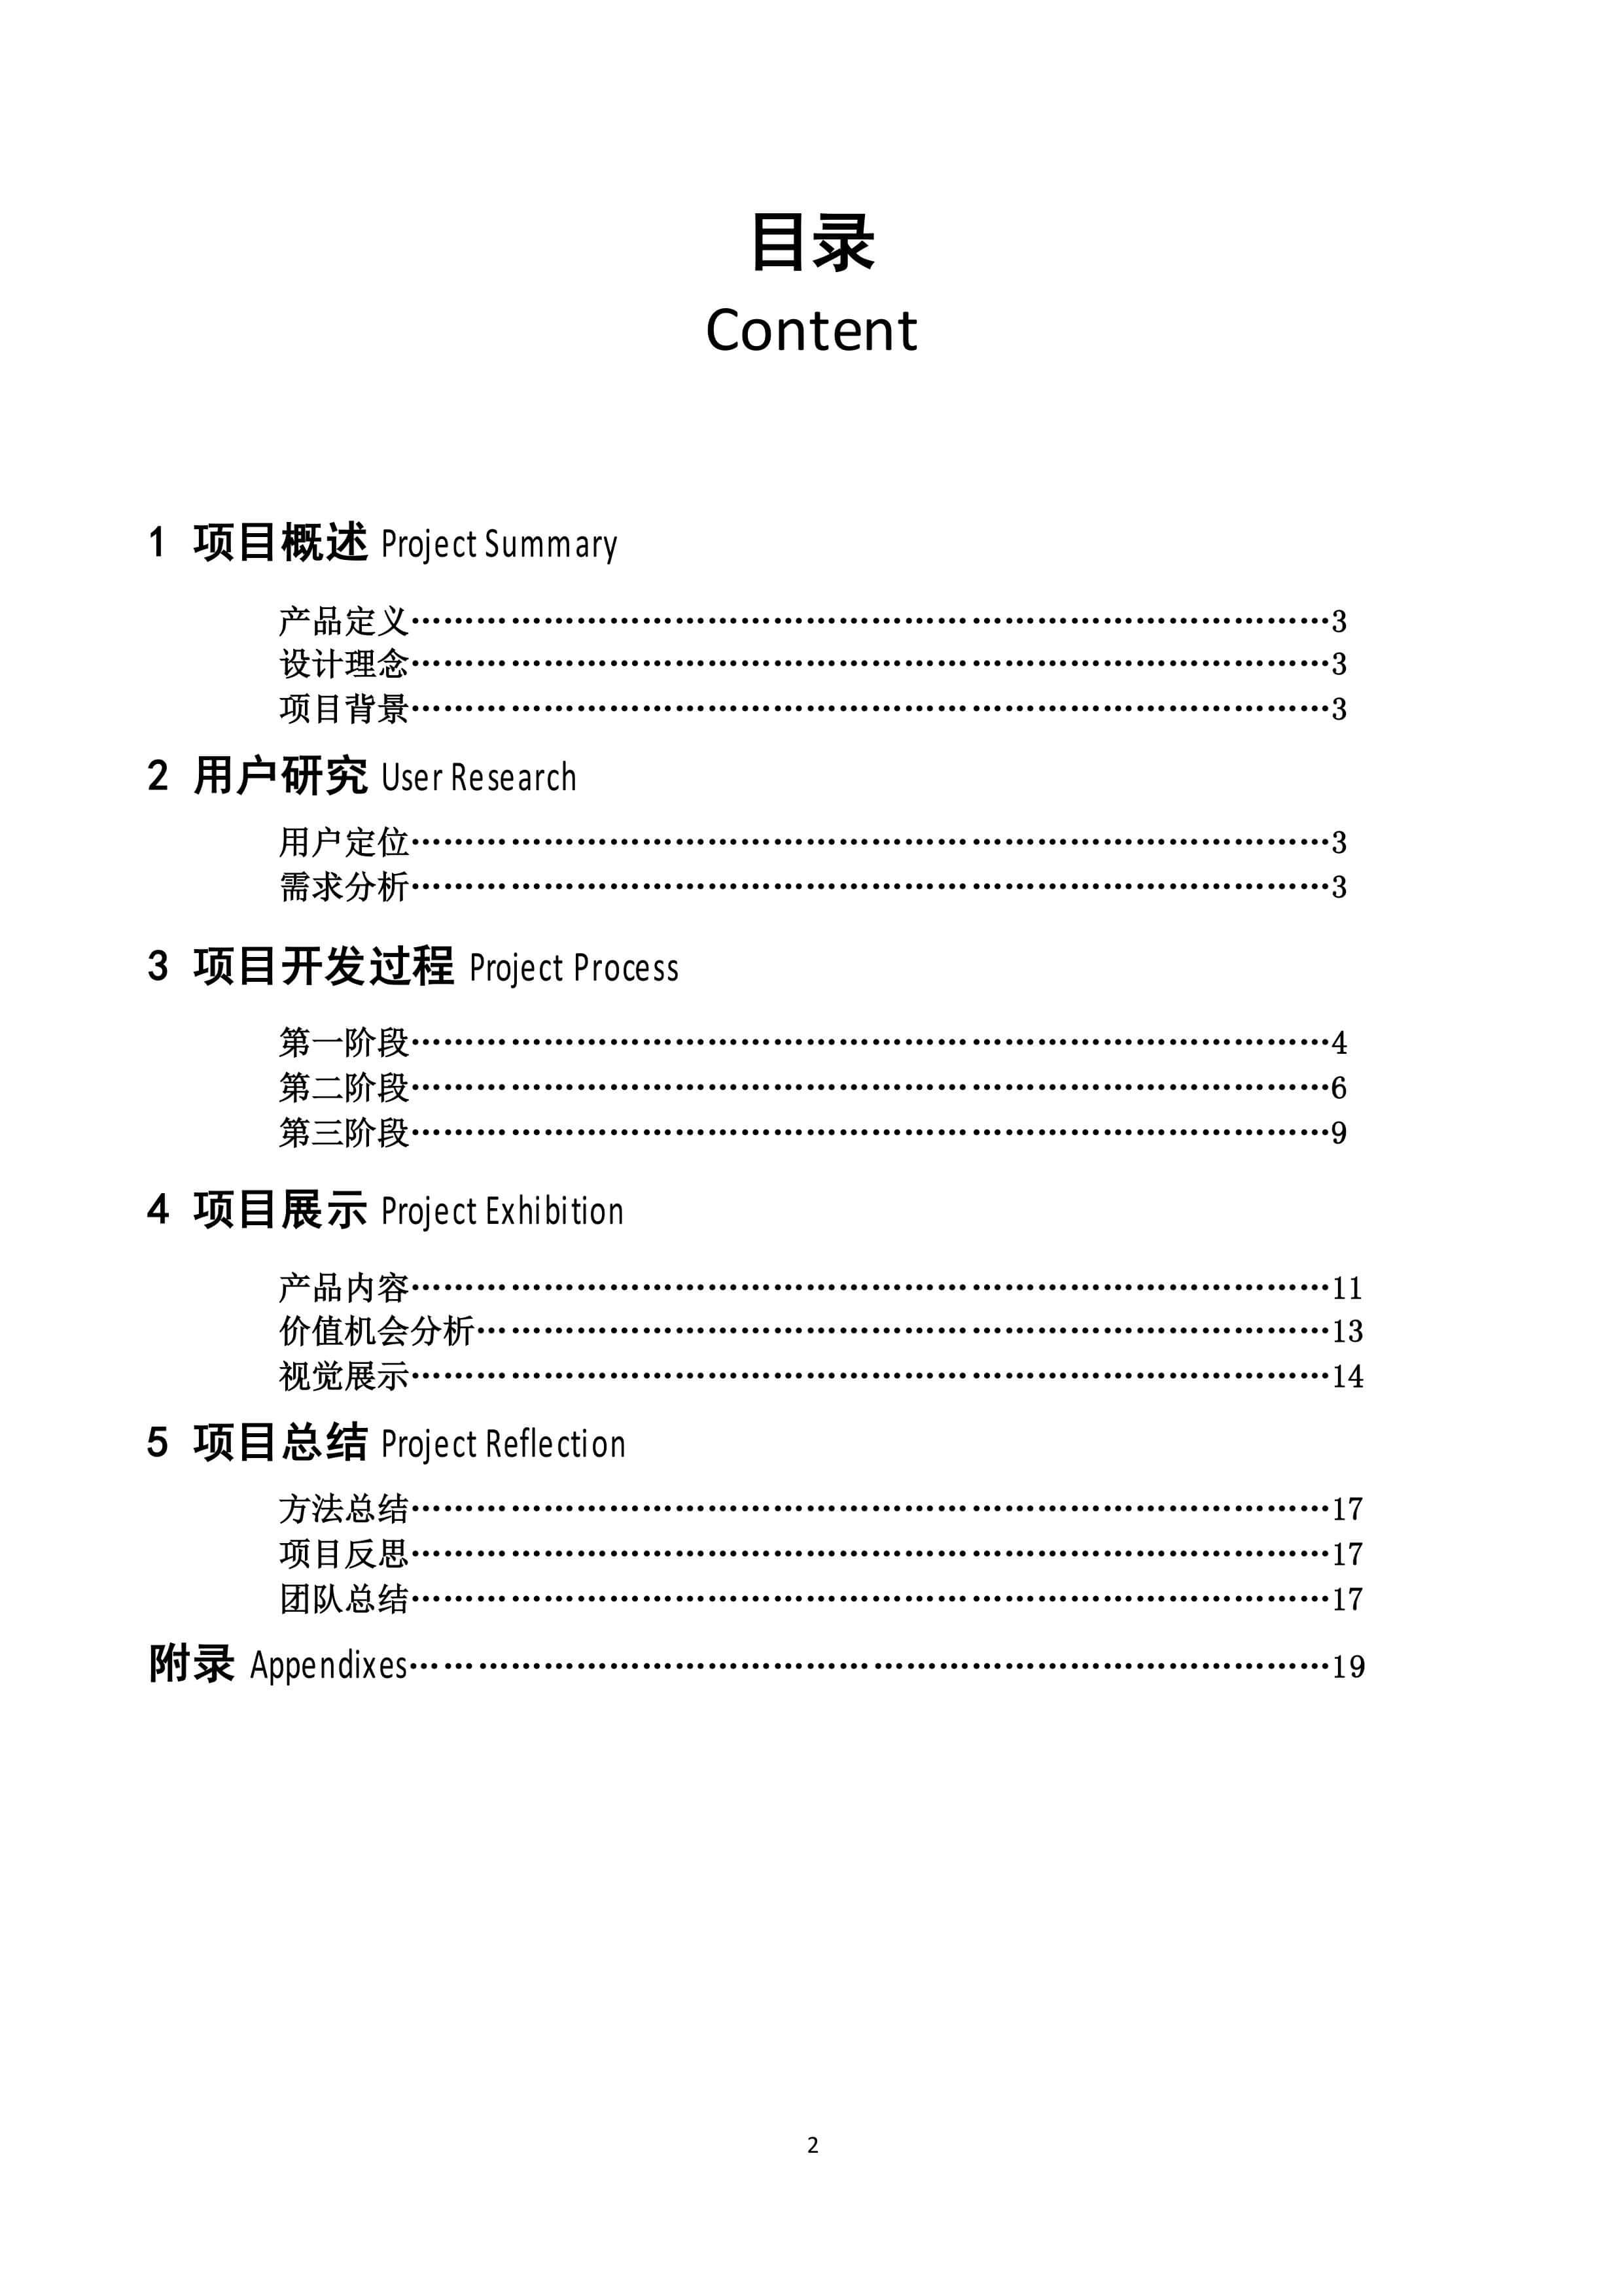 目录
Content
1 项目概述 Project Summary
产品定义……………………………………………………………………………3
设计理念……………………………………………………………………………3
项目背景……………………………………………………………………………3
2 用户研究 User Research
用户定位……………………………………………………………………………3
需求分析……………………………………………………………………………3
3 项目开发过程 Project Process
第一阶段……………………………………………………………………………4
第二阶段……………………………………………………………………………6
第三阶段……………………………………………………………………………9
4 项目展示 Project Exhibition
产品内容……………………………………………………………………………11
价值机会分析………………………………………………………………………13
视觉展示……………………………………………………………………………14
5 项目总结 Project Reflection
方法总结……………………………………………………………………………17
项目反思……………………………………………………………………………17
团队总结……………………………………………………………………………17
附录 Appendixes……………………………………………………………………………19
2